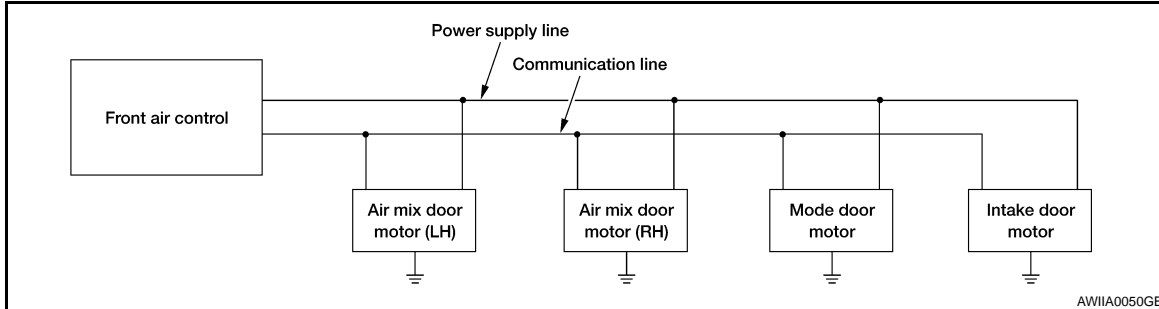 Power supply line
Communication line
Front air control
Air mix door
motor (LH)
Air mix door
motor (RH)
Mode door
motor
Intake door
motor
AWIIA0050GB